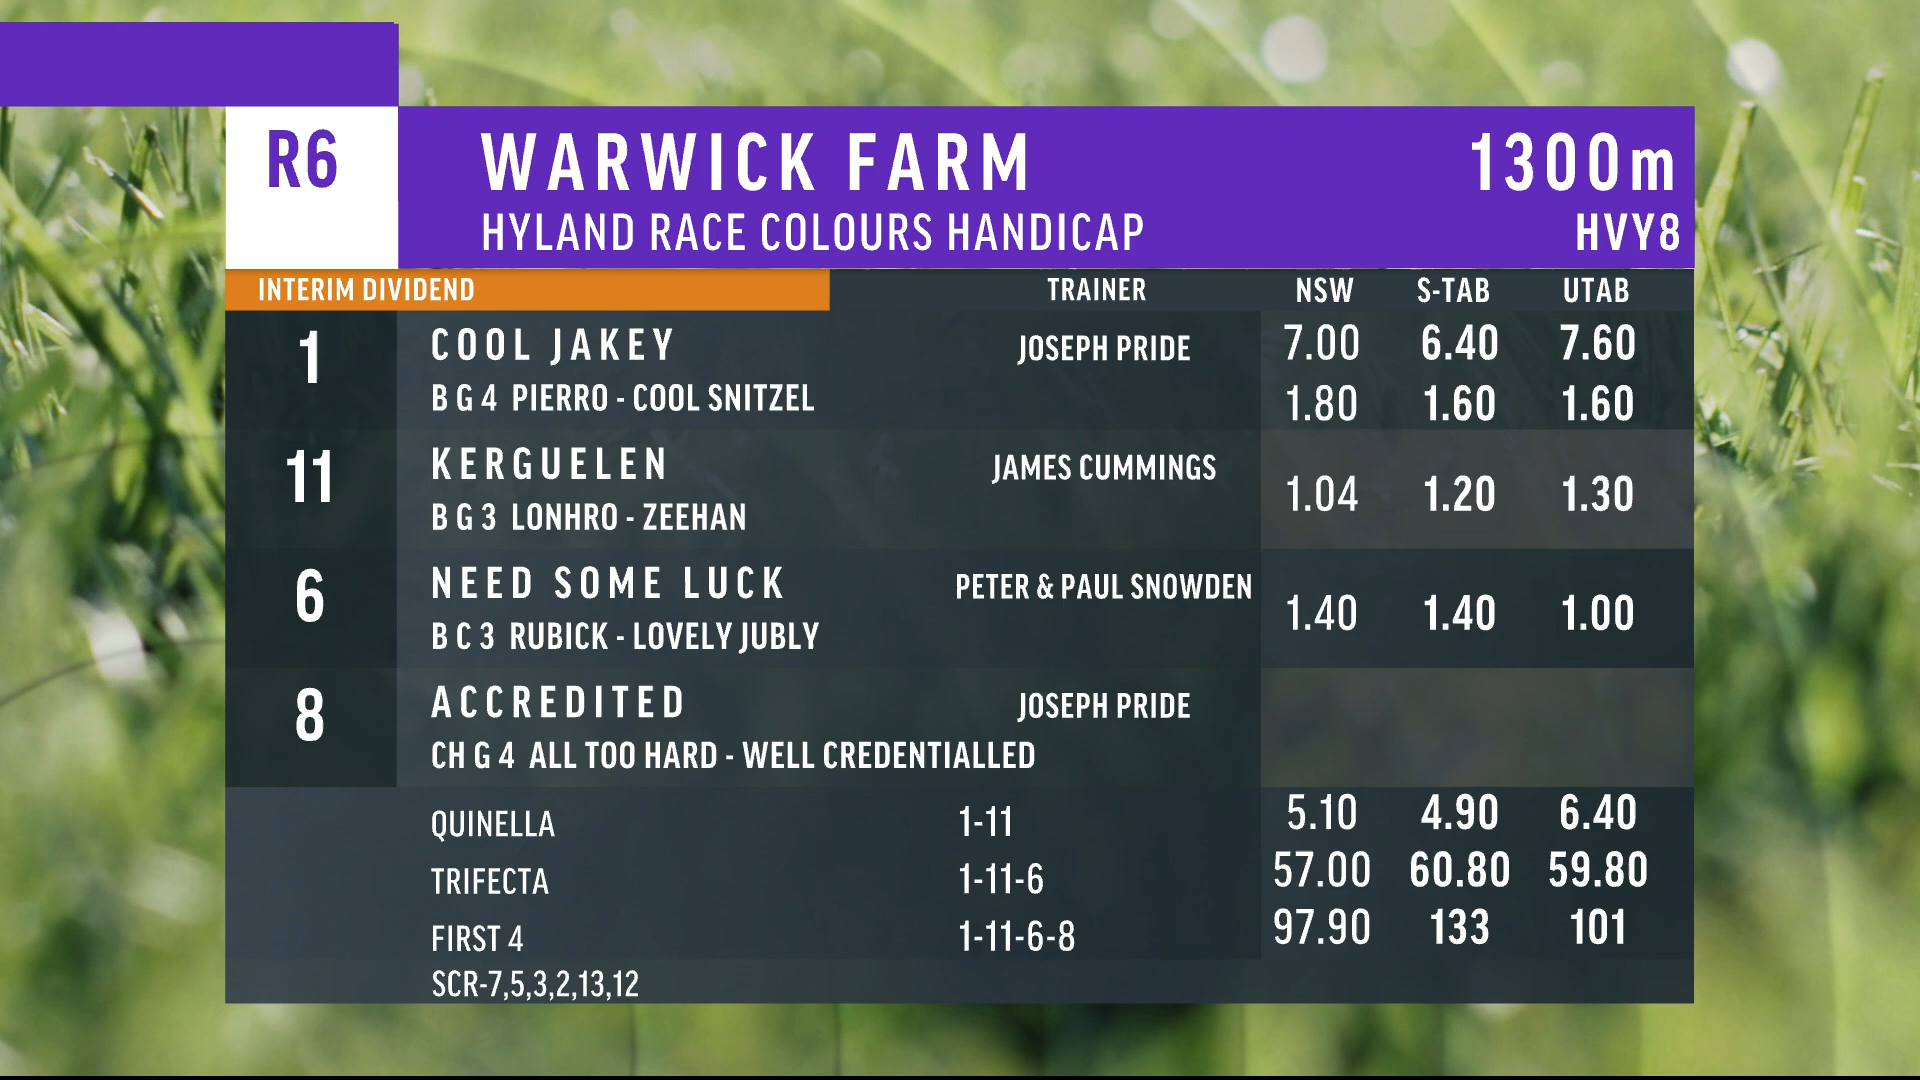 R6 WARWICK FARM 1300m
HYLAND RACE COLOURS HANDICAP HVY8
INTERIM DIVIDEND TRAINER NSW S-TAB UTAB
1 COOL JAKEY JOSEPH PRIDE 7.00 6.40 7.60
B G 4 PIERRO - COOL SNITZEL 1.80 1.60 1.60
11 KERGUELEN JAMES CUMMINGS 1.04 1.20 1.30
B G 3 LONHRO - ZEEHAN
6 NEED SOME LUCK PETER & PAUL SNOWDEN 1.40 1.40 1.00
B C 3 RUBICK - LOVELY JUBLY
8 ACCREDITED JOSEPH PRIDE
CH G 4 ALL TOO HARD - WELL CREDENTIALLED
QUINELLA 1-11 5.10 4.90 6.40
TRIFECTA 1-11-6 57.00 60.80 59.80
FIRST 4 1-11-6-8 97.90 133 101
SCR-7,5,3,2,13,12